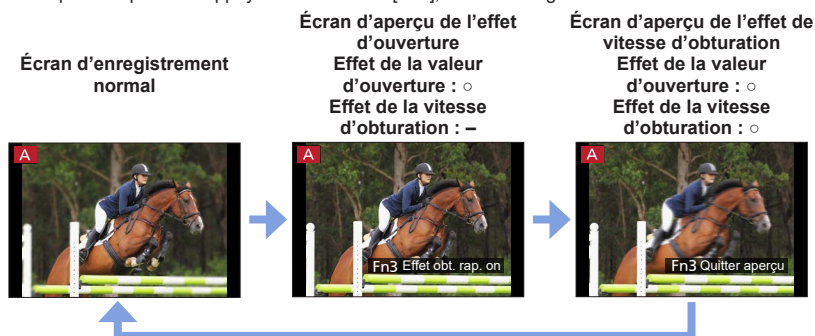 Écran d'enregistrement
normal
Écran d'aperçu de l'effet
d'ouverture
Effet de la valeur
d'ouverture : ○
Effet de la vitesse
d'obturation : –
Écran d'aperçu de l'effet de
vitesse d'obturation
Effet de la valeur
d'ouverture : ○
Effet de la vitesse
d'obturation : ○
A
A
Fn3 Effet obt. rap. on
A
Fn3 Quitter aperçu